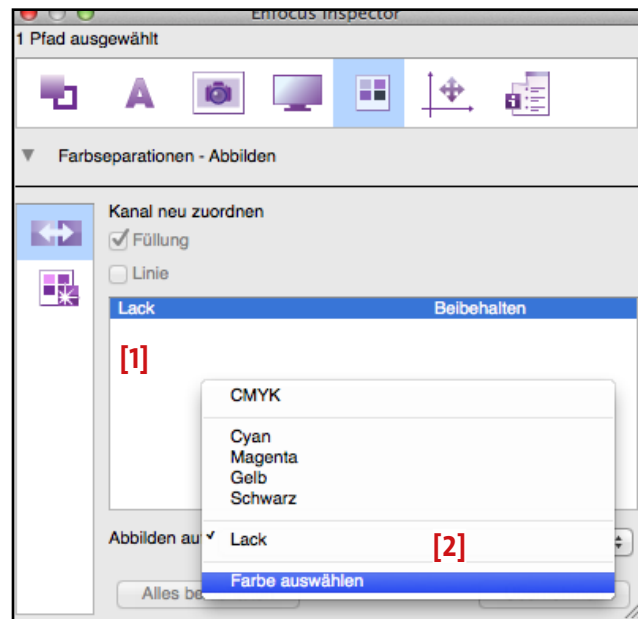 Enfocus Inspector
1 Pfad ausgewählt
Farbseparationen - Abbilden
Kanal neu zuordnen
Füllung
Linie
Lack Beibehalten
[1]
CMYK
Cyan
Magenta
Gelb
Schwarz
Abbilden au ✓ Lack [2]
Farbe auswählen
Alles be